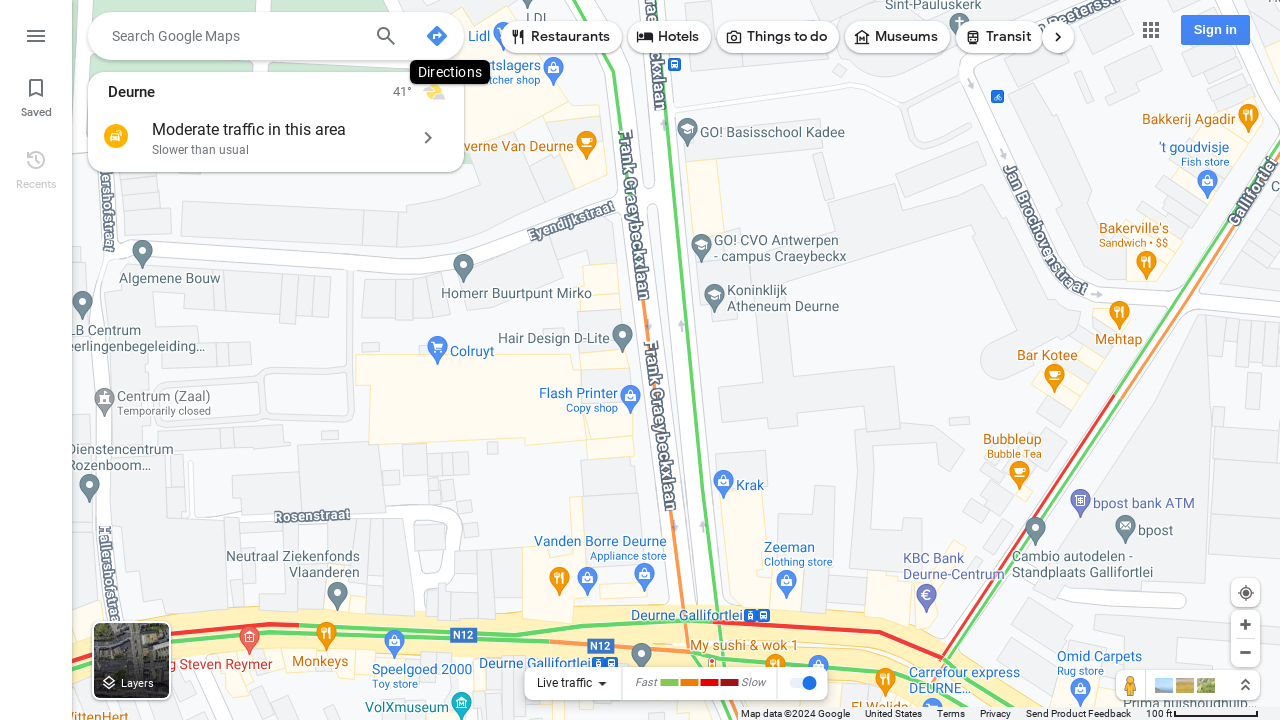 Search Google Maps
Directions
Deurne
41°
Moderate traffic in this area
Slower than usual
Saved
Recents
Restaurants
Hotels
Things to do
Museums
Transit
Sign in
LDL
Lidl
Sint-Pauluskerk
GO! Basisschool Kadee
Bakkerij Agadir
't goudvisje
Fish store
Gallifortlei
Jan Brochovenstraat
Frank Craeybeckxlaan
Eyendijkstraat
GO! CVO Antwerpen
- campus Craeybeckx
Bakerville's
Sandwich • $$
Algemene Bouw
Homerr Buurtpunt Mirko
Koninklijk
Atheneum Deurne
Hair Design D-Lite
Mehtap
Bar Kotee
Colruyt
Frank Craeybeckxlaan
Flash Printer
Copy shop
Centrum (Zaal)
Temporarily closed
Dienstencentrum
Rozenboom...
Bubbleup
Bubble Tea
Krak
bpost bank ATM
bpost
Rosenstraat
Vanden Borre Deurne
Appliance store
Zeeman
Clothing store
Neutraal Ziekenfonds
Vlaanderen
KBC Bank
Deurne-Centrum
Cambio autodelen -
Standplaats Gallifortlei
Deurne Gallifortlei
N12
N12
My sushi & wok 1
Steven Reymer
Monkeys
Speelgoed 2000
Toy store
Deurne Gallifortlei
VolXmuseum
Carrefour express
DEURNE...
Omid Carpets
Rug store
Layers
Live traffic
Fast
Slow
Map data ©2024 Google
United States
Terms
Privacy
Send Product Feedback
100 ft